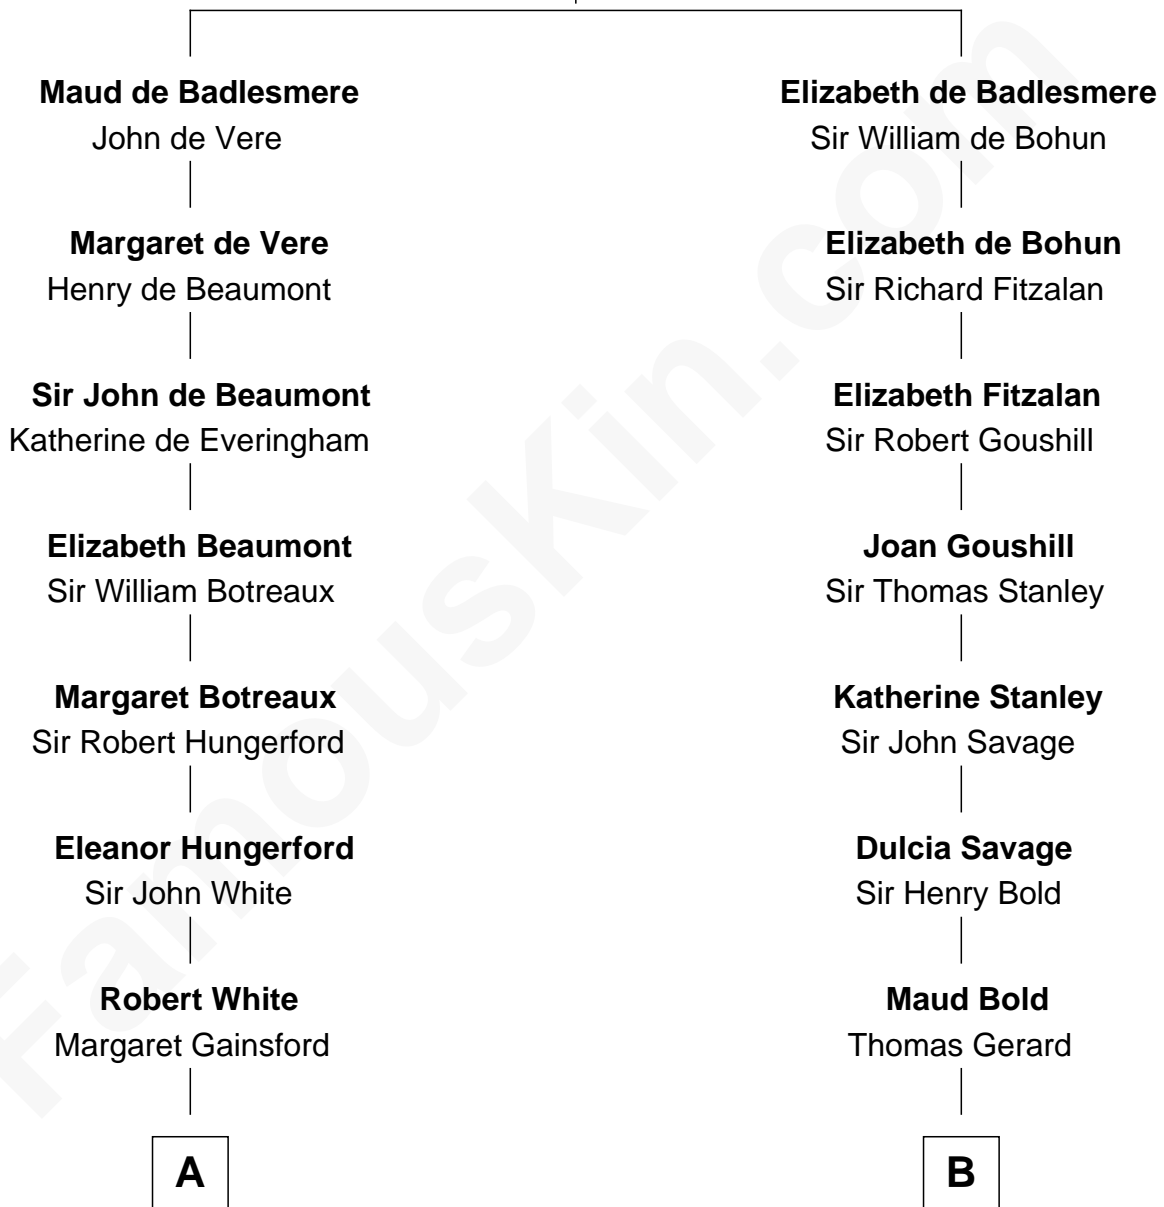 Maud de Badlesmere
John de Vere
Margaret de Vere
Henry de Beaumont
Sir John de Beaumont
Katherine de Everingham
Elizabeth Beaumont
Sir William Botreaux
Margaret Botreaux
Sir Robert Hungerford
Eleanor Hungerford
Sir John White
Robert White
Margaret Gainsford
A
Elizabeth de Badlesmere
Sir William de Bohun
Elizabeth de Bohun
Sir Richard Fitzalan
Elizabeth Fitzalan
Sir Robert Goushill
Joan Goushill
Sir Thomas Stanley
Katherine Stanley
Sir John Savage
Dulcia Savage
Sir Henry Bold
Maud Bold
Thomas Gerard
B
FamousKin.com